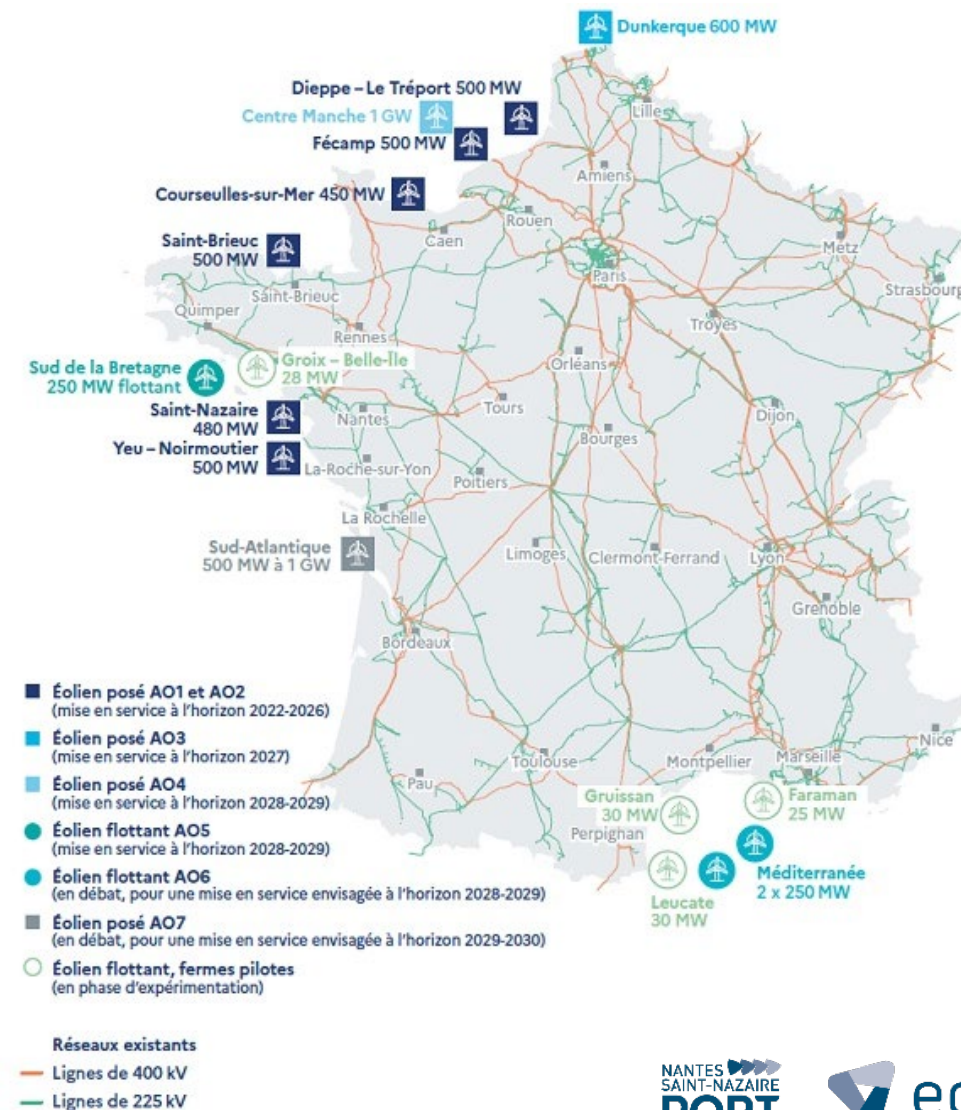 Dunkerque 600 MW
Dieppe – Le Tréport 500 MW
Centre Manche 1 GW
Fécamp 500 MW
Lille
Amiens
Courseulles-sur-Mer 450 MW
Rouen
Caen
Metz
Saint-Brieuc
500 MW
Paris
Strasbourg
Saint-Brieuc
Quimper
Troyes
Rennes
Sud de la Bretagne
250 MW flottant
Groix – Belle-Île
28 MW
Orléans
Saint-Nazaire
480 MW
Nantes
Tours
Dijon
Yeu – Noirmoutier
500 MW
Bourges
La-Roche-sur-Yon
Poitiers
La Rochelle
Sud-Atlantique
500 MW à 1 GW
Limoges
Clermont-Ferrand
Lyon
Grenoble
Bordeaux
Éolien posé AO1 et AO2
(mise en service à l'horizon 2022-2026)
Éolien posé AO3
(mise en service à l'horizon 2027)
Éolien posé AO4
(mise en service à l'horizon 2028-2029)
Éolien flottant AO5
(mise en service à l'horizon 2028-2029)
Éolien flottant AO6
(en débat, pour une mise en service envisagée à l'horizon 2028-2029)
Éolien posé AO7
(en débat, pour une mise en service envisagée à l'horizon 2029-2030)
Éolien flottant, fermes pilotes
(en phase d'expérimentation)
Nice
Toulouse
Montpellier
Marseille
Pau
Gruissan
30 MW
Faraman
25 MW
Perpignan
Méditerranée
2 x 250 MW
Leucate
30 MW
Réseaux existants
Lignes de 400 kV
Lignes de 225 kV
NANTES
SAINT-NAZAIRE
PORT